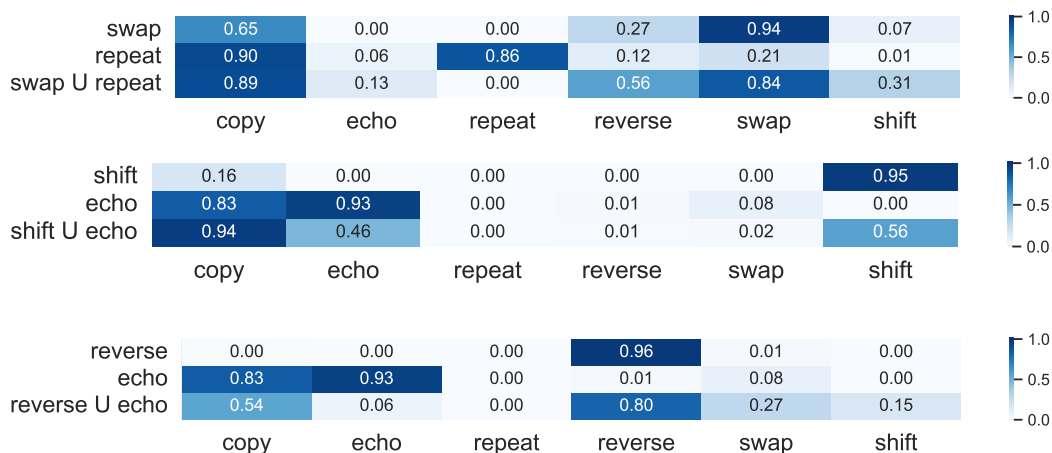 swap 0.65 0.00 0.00 0.27 0.94 0.07 1.0
repeat 0.90 0.06 0.86 0.12 0.21 0.01 0.5
swap U repeat 0.89 0.13 0.00 0.56 0.84 0.31 0.0
copy echo repeat reverse swap shift
shift 0.16 0.00 0.00 0.00 0.00 0.95 1.0
echo 0.83 0.93 0.00 0.01 0.08 0.00 0.5
shift U echo 0.94 0.46 0.00 0.01 0.02 0.56 0.0
copy echo repeat reverse swap shift
reverse 0.00 0.00 0.00 0.96 0.01 0.00 1.0
echo 0.83 0.93 0.00 0.01 0.08 0.00 0.5
reverse U echo 0.54 0.06 0.00 0.80 0.27 0.15 0.0
copy echo repeat reverse swap shift